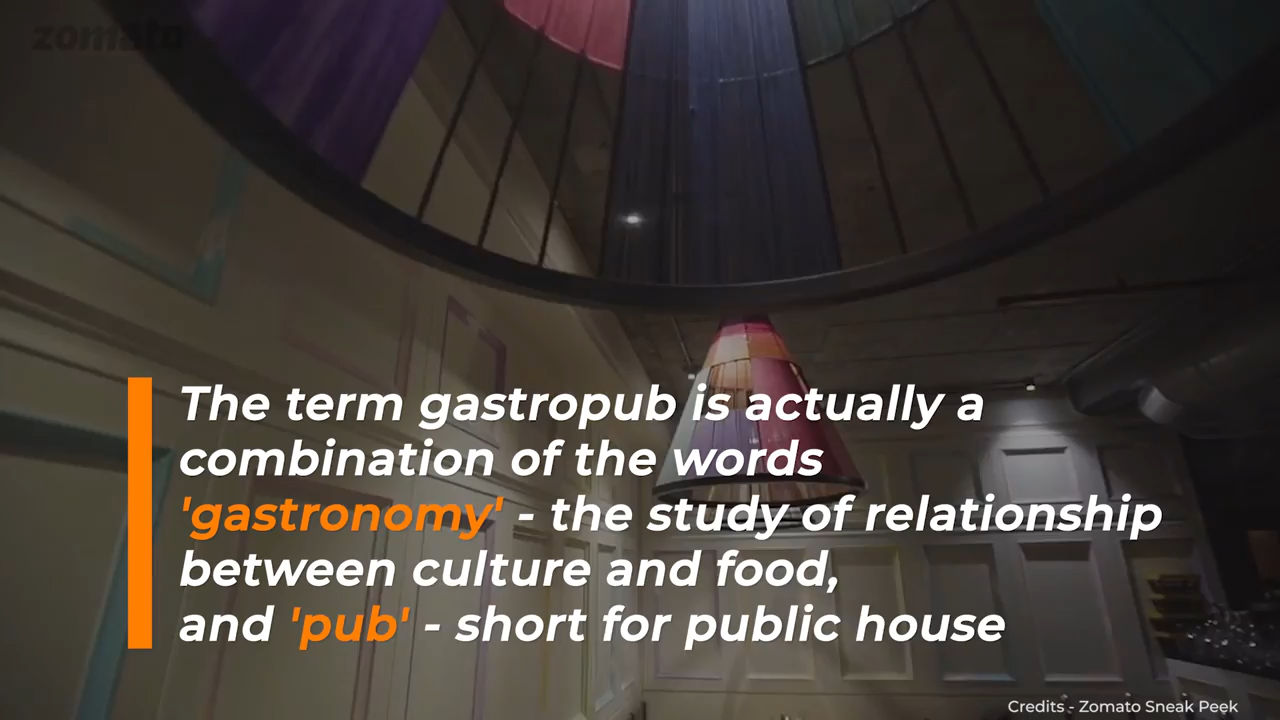 zomato
The term gastropub is actually a
combination of the words
'gastronomy' - the study of relationship
between culture and food,
and 'pub' - short for public house
Credits - Zomato Sneak Peek